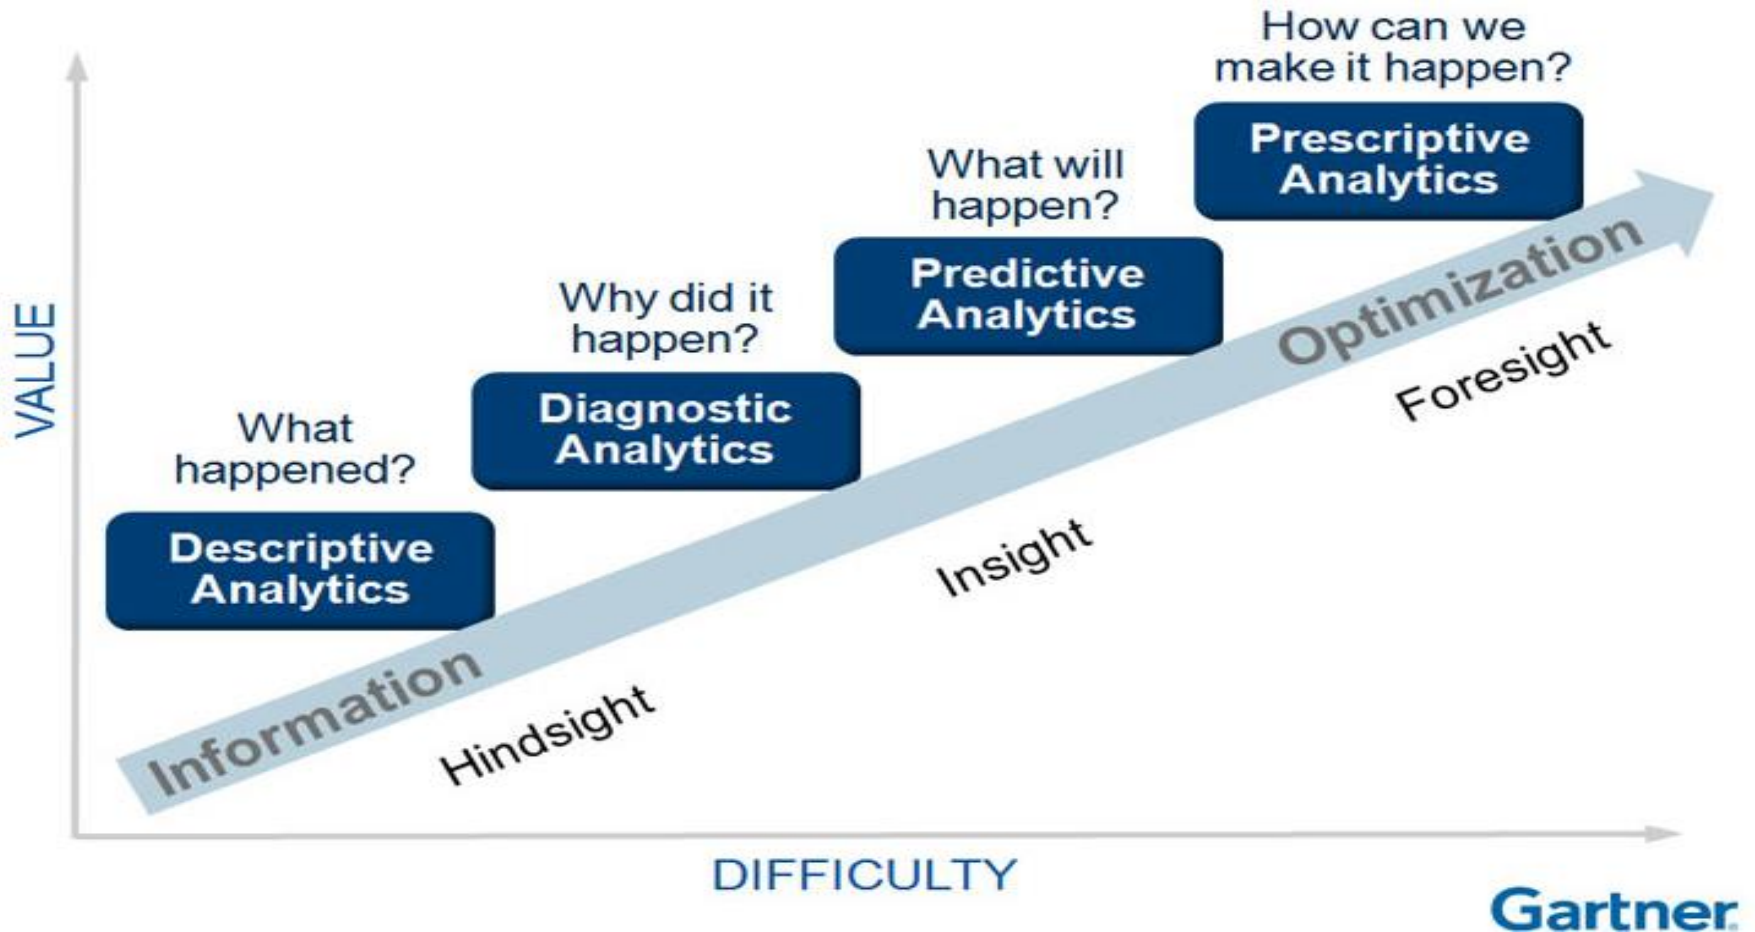 How can we
make it happen?
Prescriptive
Analytics
What will
happen?
Predictive
Analytics
Why did it
happen?
Diagnostic
Analytics
What
happened?
Descriptive
Analytics
VALUE
Information
Optimization
Hindsight
Insight
Foresight
DIFFICULTY
Gartner